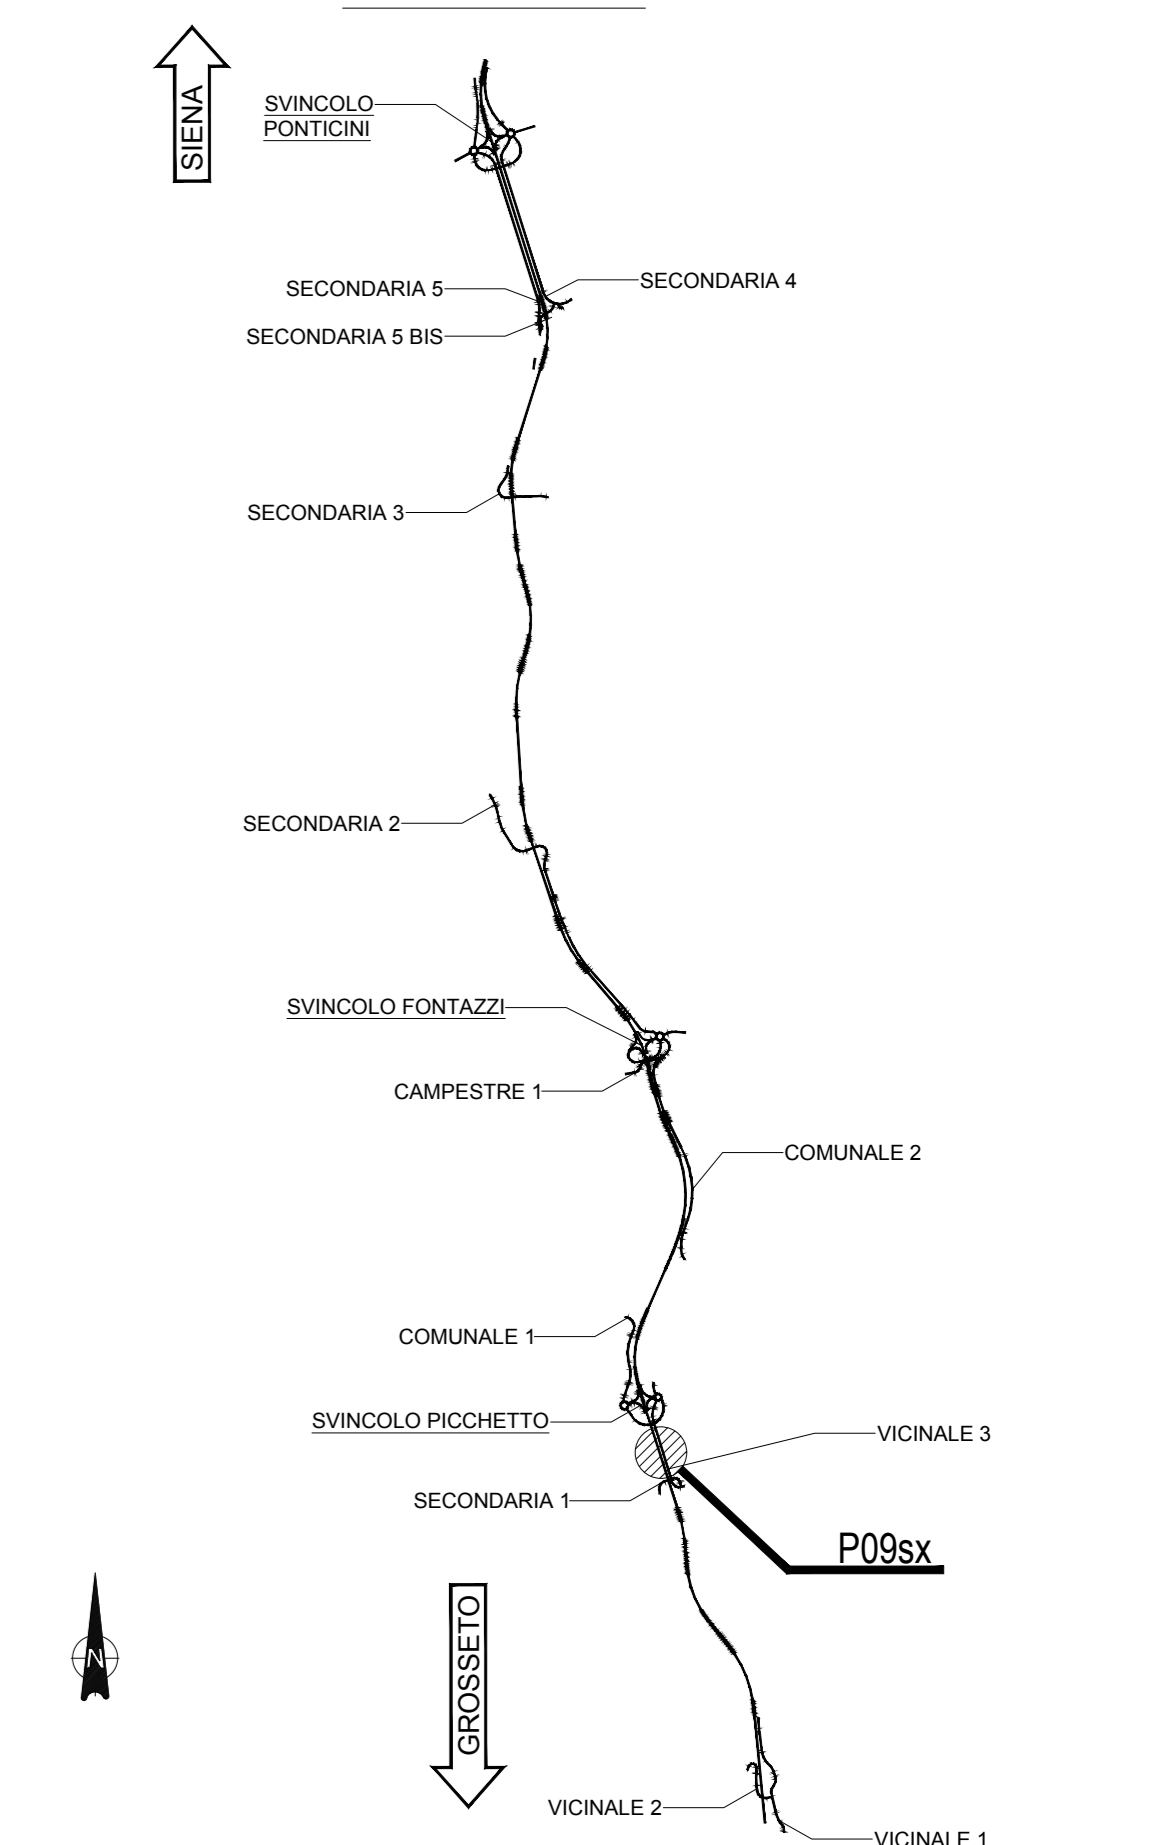 SIENA
SVINCOLO
PONTICINI
SECONDARIA 4
SECONDARIA 5
SECONDARIA 5 BIS
SECONDARIA 3
SECONDARIA 2
SVINCOLO FONTAZZI
CAMPESTRE 1
COMUNALE 2
COMUNALE 1
SVINCOLO PICCHETTO
VICINALE 3
SECONDARIA 1
P09sx
GROSSETO
N
VICINALE 2
VICINALE 1